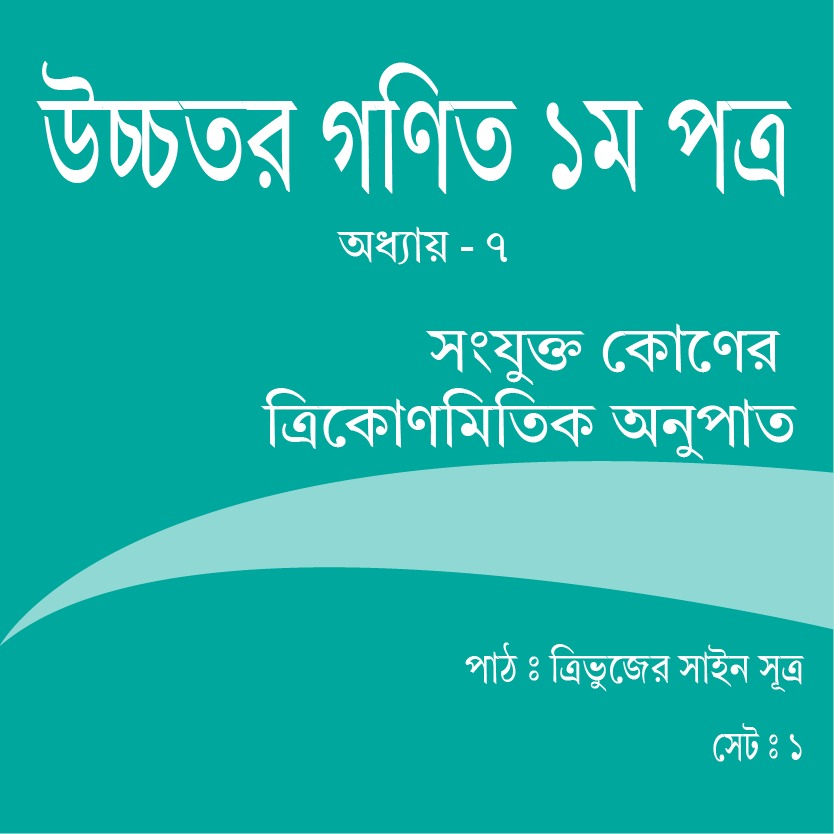 উচ্চতর গণিত ১ম পত্র
অধ্যায় - ৭
সংযুক্ত কোণের
ত্রিকোণমিতিক অনুপাত
পাঠ ঃ ত্রিভুজের সাইন সূত্র
সেট ঃ ১